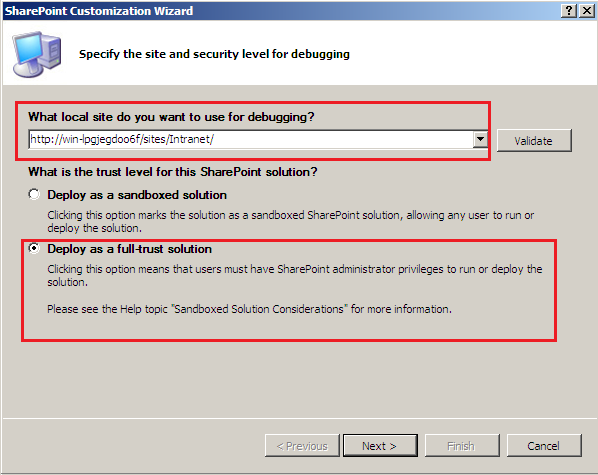 SharePoint Customization Wizard
Specify the site and security level for debugging
What local site do you want to use for debugging?
http://win-lpgjegdoo6f/sites/Intranet/
Validate
What is the trust level for this SharePoint solution?
Deploy as a sandboxed solution
Clicking this option marks the solution as a sandboxed SharePoint solution, allowing any user to run or
deploy the solution.
Deploy as a full-trust solution
Clicking this option means that users must have SharePoint administrator privileges to run or deploy the
solution.
Please see the Help topic "Sandboxed Solution Considerations" for more information.
< Previous
Next >
Finish
Cancel